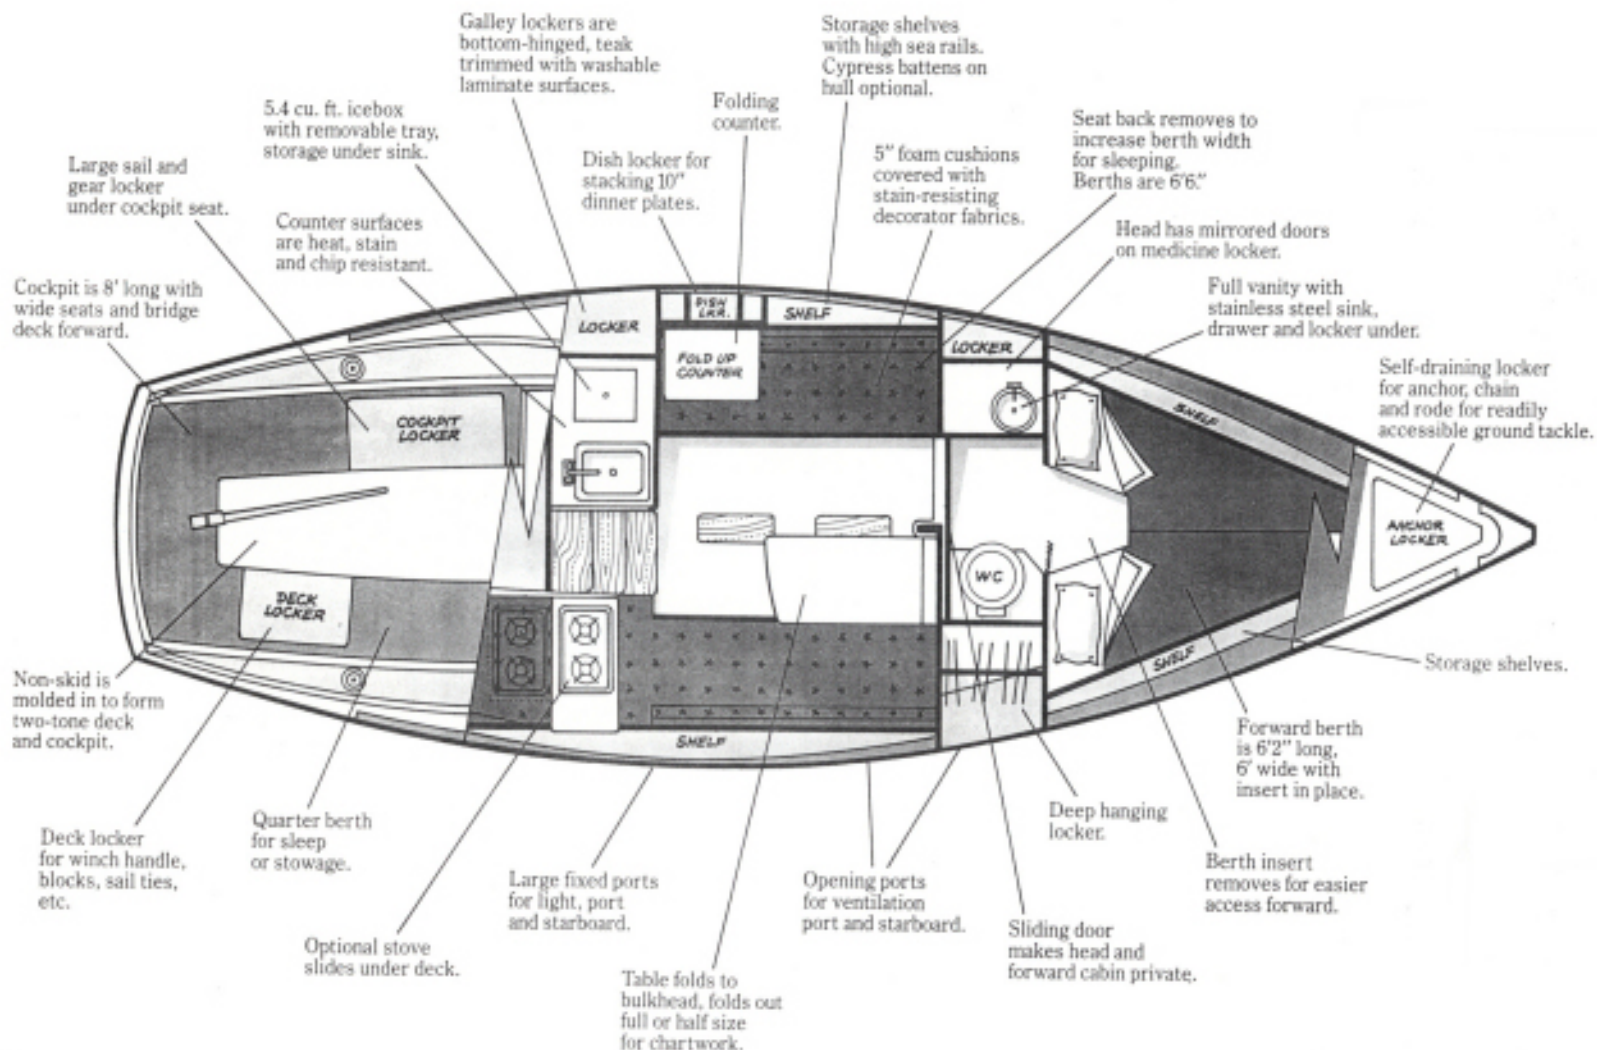 Galley lockers are
bottom-hinged, teak
trimmed with washable
laminate surfaces.
Storage shelves
with high sea rails.
Cypress battens on
hull optional.
5.4 cu. ft. icebox
with removable tray,
storage under sink.
Folding
counter.
Seat back removes to
increase berth width
for sleeping.
Berths are 6'6."
Large sail and
gear locker
under cockpit seat.
Dish locker for
stacking 10"
dinner plates.
5" foam cushions
covered with
stain-resisting
decorator fabrics.
Counter surfaces
are heat, stain
and chip resistant.
Head has mirrored doors
on medicine locker.
Cockpit is 8' long with
wide seats and bridge
deck forward.
Full vanity with
stainless steel sink,
drawer and locker under.
Self-draining locker
for anchor, chain
and rode for readily
accessible ground tackle.
LOCKER
DISH
LKR.
SHELF
FOLD UP
COUNTER
LOCKER
SHELF
COCKPIT
LOCKER
ANCHOR
LOCKER
WC
DECK
LOCKER
SHELF
SHELF
Non-skid is
molded in to form
two-tone deck
and cockpit.
Storage shelves.
Forward berth
is 6'2" long,
6' wide with
insert in place.
Deck locker
for winch handle,
blocks, sail ties,
etc.
Quarter berth
for sleep
or stowage.
Deep hanging
locker.
Berth insert
removes for easier
access forward.
Large fixed ports
for light, port
and starboard.
Opening ports
for ventilation
port and starboard.
Optional stove
slides under deck.
Sliding door
makes head and
forward cabin private.
Table folds to
bulkhead, folds out
full or half size
for chartwork.